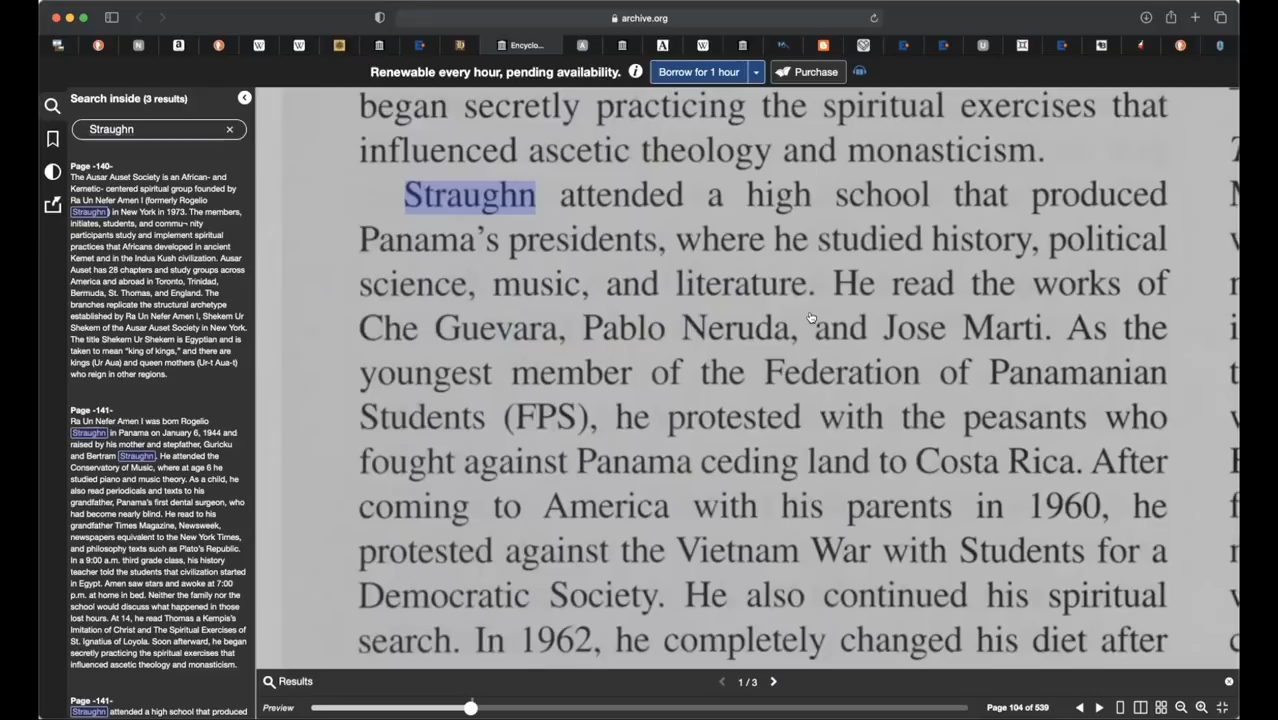 archive.org
Encyclo...
Renewable every hour, pending availability.
Borrow for 1 hour
Purchase
Search inside (3 results)
Straughn
Page -140-
The Ausar Auset Society is an African- and
Kemetic- centered spiritual group founded by
Ra Un Nefer Amen I (formerly Rogelio
Straughn) in New York in 1973. The members,
initiates, students, and commu¬ nity
participants study and implement spiritual
practices that Africans developed in ancient
Kemet and in the Indus Kush civilization. Ausar
Auset has 28 chapters and study groups across
America and abroad in Toronto, Trinidad,
Bermuda, St. Thomas, and England. The
branches replicate the structural archetype
established by Ra Un Nefer Amen I, Shekem Ur
Shekem of the Ausar Auset Society in New York.
The title Shekem Ur Shekem is Egyptian and is
taken to mean "king of kings," and there are
kings (Ur Aua) and queen mothers (Ur-t Aua-t)
who reign in other regions.
Page -141-
Ra Un Nefer Amen I was born Rogelio
Straughn in Panama on January 6, 1944 and
raised by his mother and stepfather, Guricku
and Bertram Straughn. He attended the
Conservatory of Music, where at age 6 he
studied piano and music theory. As a child, he
also read periodicals and texts to his
grandfather, Panama's first dental surgeon, who
had become nearly blind. He read to his
grandfather Times Magazine, Newsweek,
newspapers equivalent to the New York Times,
and philosophy texts such as Plato's Republic.
In a 9:00 a.m. third grade class, his history
teacher told the students that civilization started
in Egypt. Amen saw stars and awoke at 7:00
p.m. at home in bed. Neither the family nor the
school would discuss what happened in those
lost hours. At 14, he read Thomas a Kempis's
Imitation of Christ and The Spiritual Exercises of
St. Ignatius of Loyola. Soon afterward, he began
secretly practicing the spiritual exercises that
influenced ascetic theology and monasticism.
Page -141-
Straughn attended a high school that produced
began secretly practicing the spiritual exercises that
influenced ascetic theology and monasticism.
Straughn attended a high school that produced
Panama's presidents, where he studied history, political
science, music, and literature. He read the works of
Che Guevara, Pablo Neruda, and Jose Marti. As the
youngest member of the Federation of Panamanian
Students (FPS), he protested with the peasants who
fought against Panama ceding land to Costa Rica. After
coming to America with his parents in 1960, he
protested against the Vietnam War with Students for a
Democratic Society. He also continued his spiritual
search. In 1962, he completely changed his diet after
Results
1 / 3
Preview
Page 104 of 539